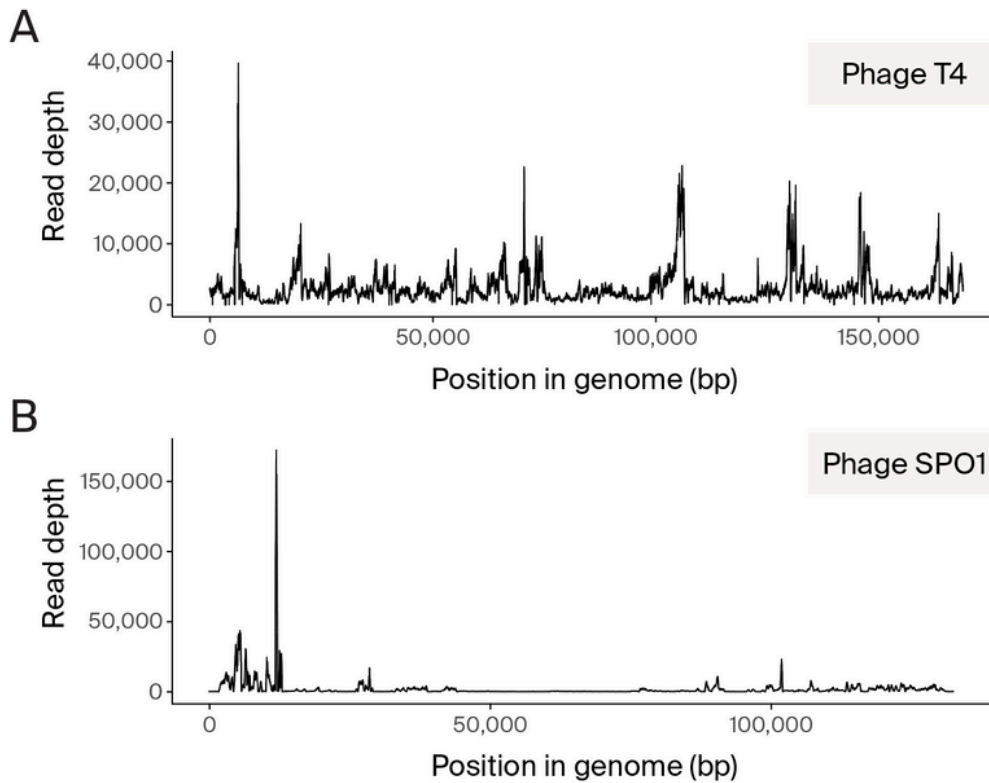 A
Phage T4
40,000
30,000
20,000
10,000
0
Read depth
0 50,000 100,000 150,000
Position in genome (bp)
B
Phage SPO1
150,000
100,000
50,000
0
Read depth
0 50,000 100,000
Position in genome (bp)